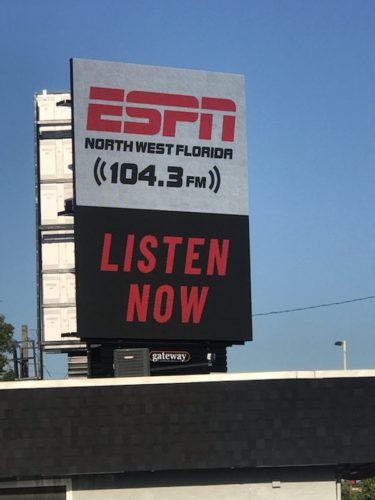 ESPN
NORTH WEST FLORIDA
104.3 FM
LISTEN
NOW
gateway